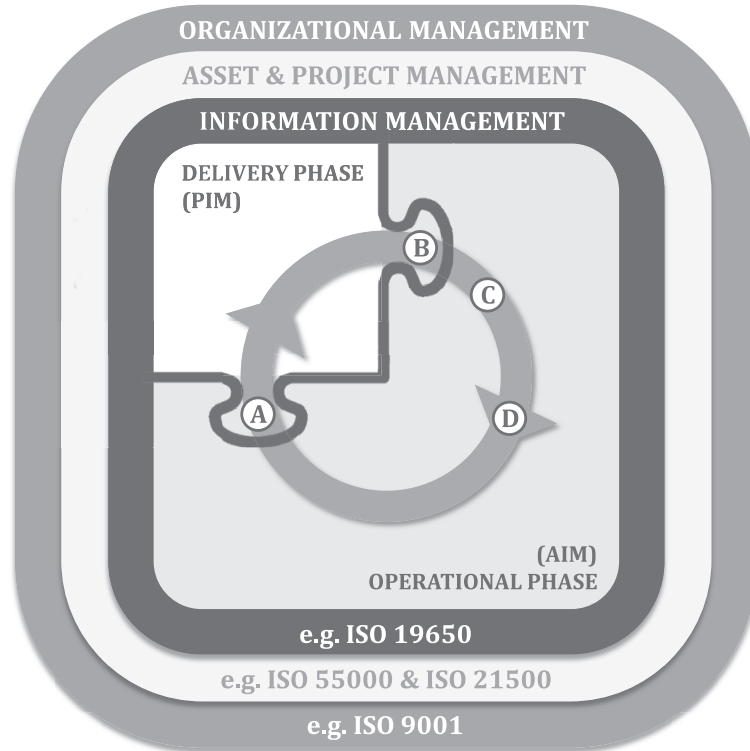 ORGANIZATIONAL MANAGEMENT
ASSET & PROJECT MANAGEMENT
INFORMATION MANAGEMENT
DELIVERY PHASE
(PIM)
B
C
A
D
(AIM)
OPERATIONAL PHASE
e.g. ISO 19650
e.g. ISO 55000 & ISO 21500
e.g. ISO 9001